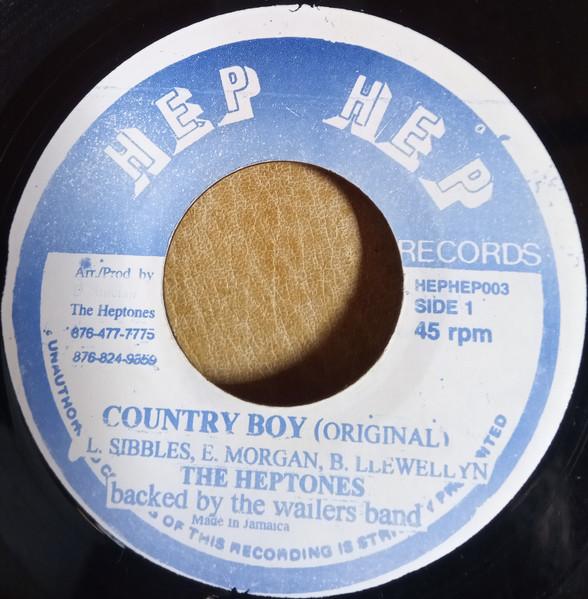 HEP HEP
RECORDS
Arr./Prod by
The Heptones
876-477-7775
876-824-9359
HEPHEP003
SIDE 1
45 rpm
COUNTRY BOY (ORIGINAL)
L. SIBBLES, E. MORGAN, B. LLEWELLYN
THE HEPTONES
backed by the wailers band
Made in Jamaica
OF THIS RECORDING IS